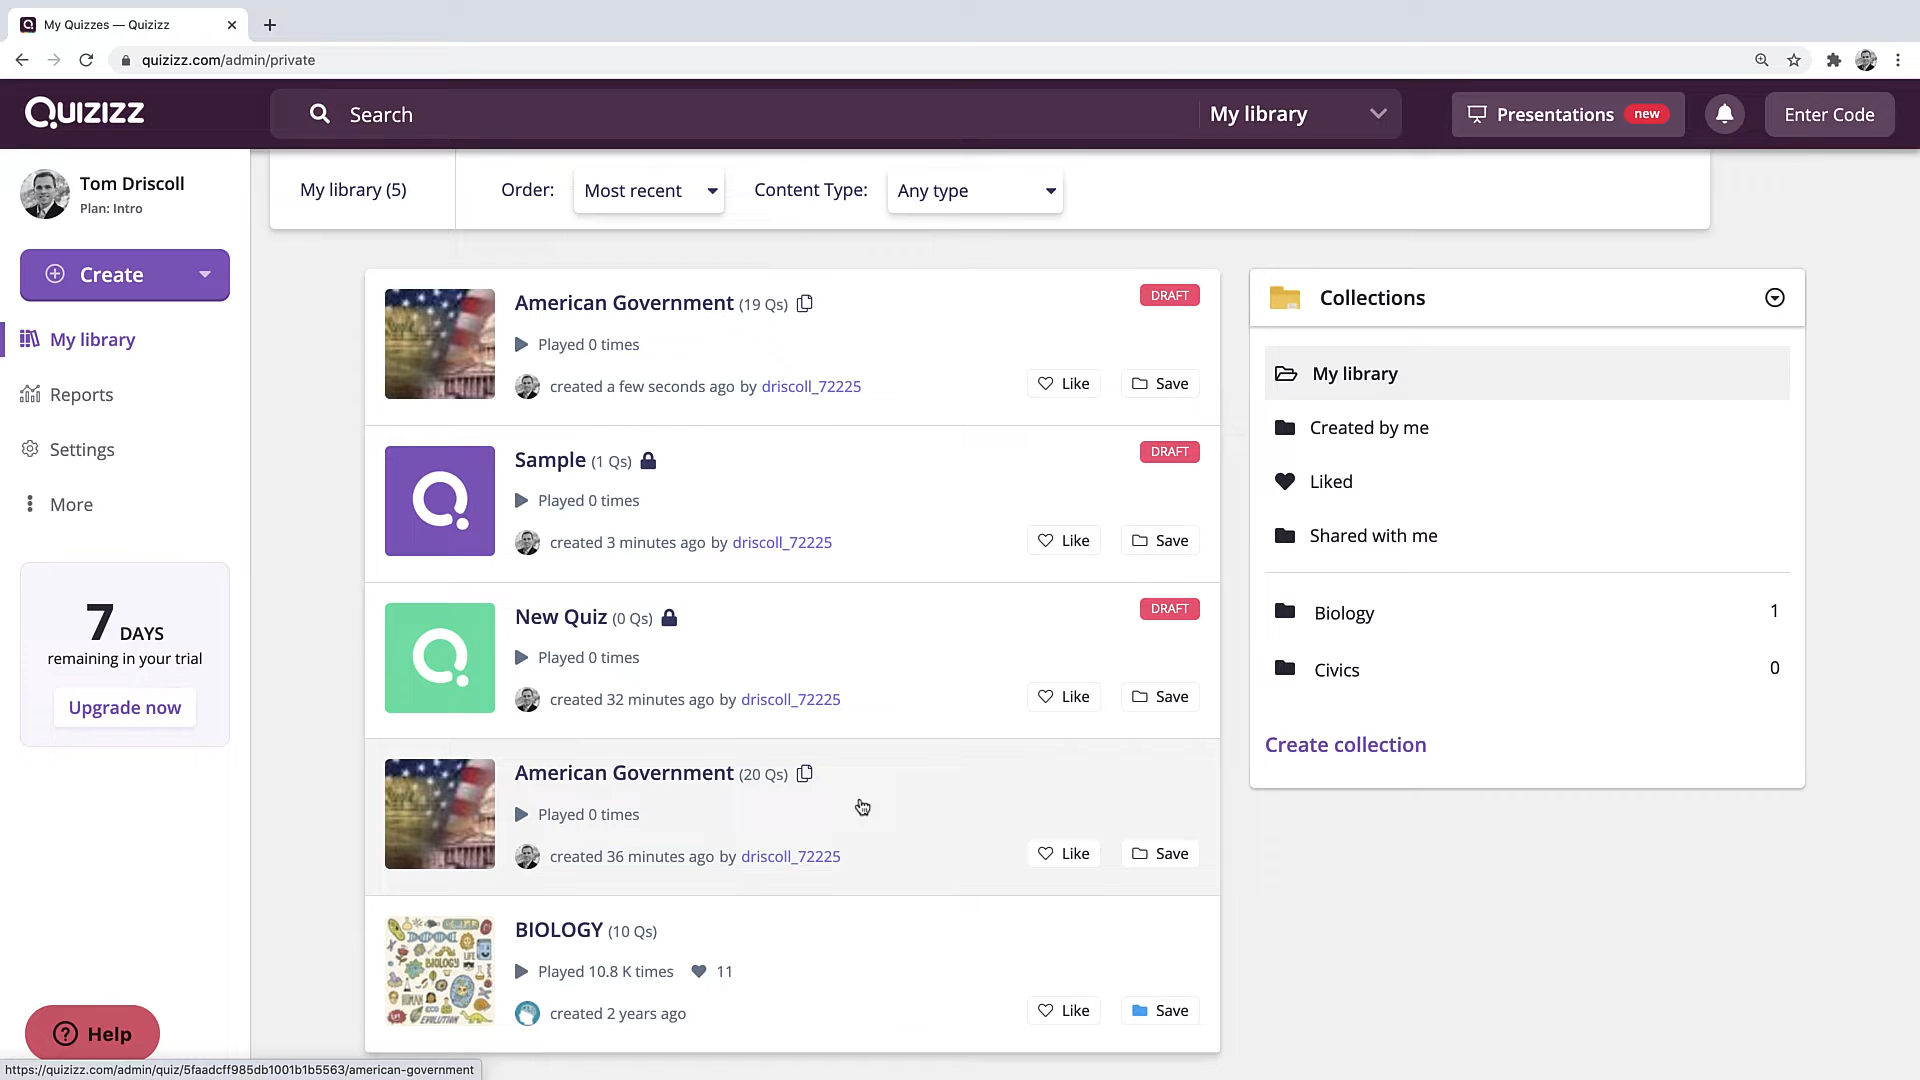 My Quizzes — Quizizz
quizizz.com/admin/private
QUIZIZZ
Search
My library
Presentations new
Enter Code
Tom Driscoll
Plan: Intro
Create
My library
Reports
Settings
More
7 DAYS
remaining in your trial
Upgrade now
Help
My library (5)
Order:
Most recent
Content Type:
Any type
American Government (19 Qs)
DRAFT
Played 0 times
created a few seconds ago by driscoll_72225
Like
Save
Sample (1 Qs)
DRAFT
Played 0 times
created 3 minutes ago by driscoll_72225
Like
Save
New Quiz (0 Qs)
DRAFT
Played 0 times
created 32 minutes ago by driscoll_72225
Like
Save
American Government (20 Qs)
Played 0 times
created 36 minutes ago by driscoll_72225
Like
Save
BIOLOGY (10 Qs)
Played 10.8 K times 11
created 2 years ago
Like
Save
BIOLOGY
LIFE
HUMAN
ECO
EVOLUTION
Collections
My library
Created by me
Liked
Shared with me
Biology 1
Civics 0
Create collection
https://quizizz.com/admin/quiz/5faadcff985db1001b1b5563/american-government